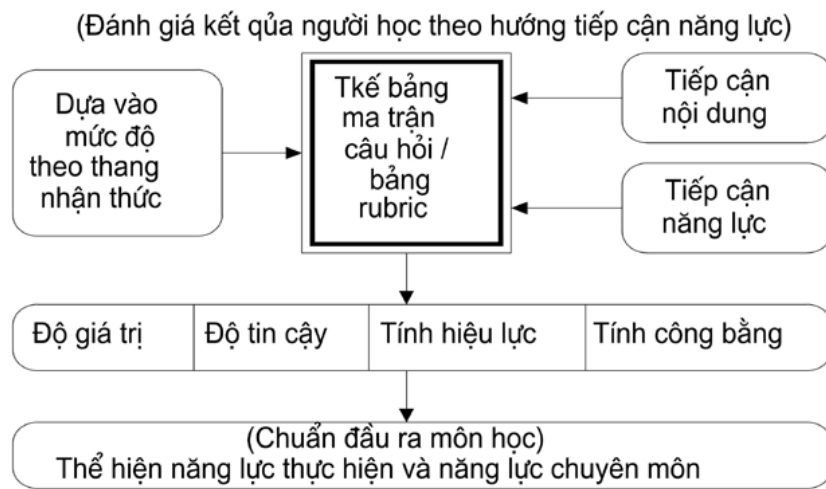 (Đánh giá kết qủa người học theo hướng tiếp cận năng lực)
Dựa vào
mức độ
theo thang
nhận thức
Tkế bảng
ma trận
câu hỏi /
bảng
rubric
Tiếp cận
nội dung
Tiếp cận
năng lực
Độ giá trị
Độ tin cậy
Tính hiệu lực
Tính công bằng
(Chuẩn đầu ra môn học)
Thể hiện năng lực thực hiện và năng lực chuyên môn